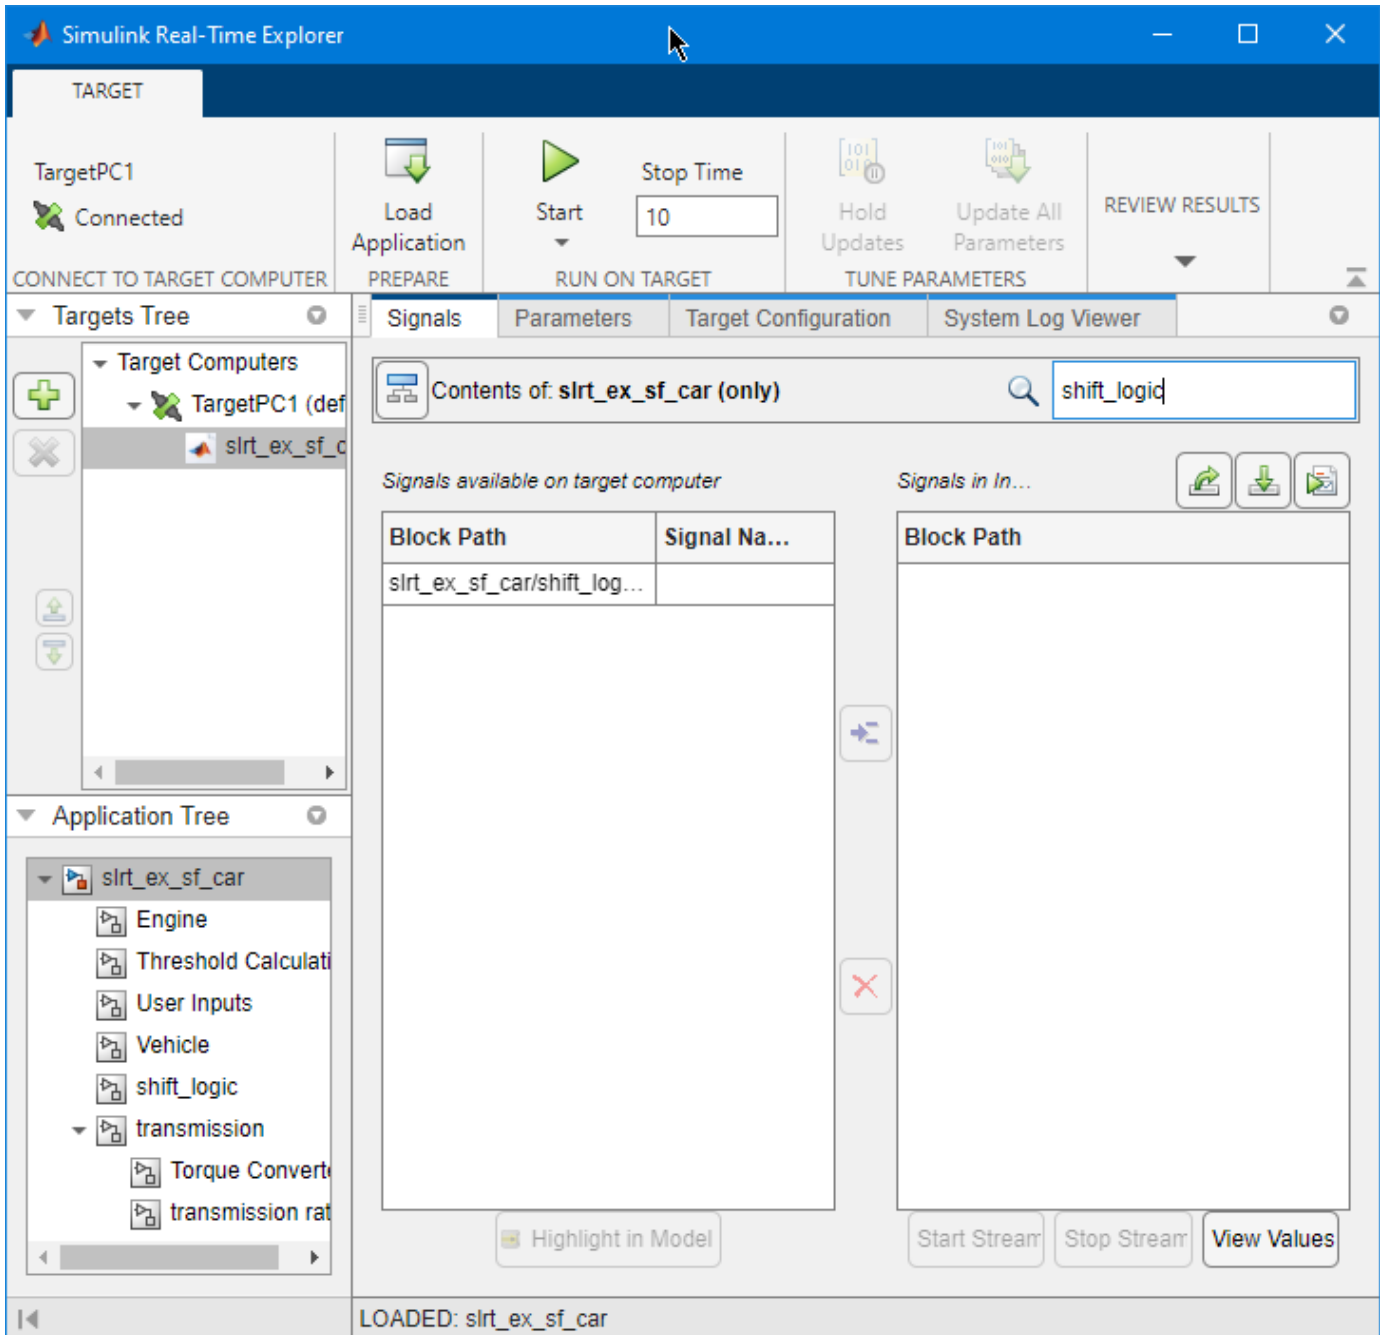 Simulink Real-Time Explorer
TARGET
TargetPC1
Connected
CONNECT TO TARGET COMPUTER
Load
Application
PREPARE
Start
Stop Time
10
RUN ON TARGET
Hold
Updates
Update All
Parameters
TUNE PARAMETERS
REVIEW RESULTS
Targets Tree
Target Computers
TargetPC1 (def
slrt_ex_sf_c
Application Tree
slrt_ex_sf_car
Engine
Threshold Calculati
User Inputs
Vehicle
shift_logic
transmission
Torque Converte
transmission rat
Signals
Parameters
Target Configuration
System Log Viewer
Contents of: slrt_ex_sf_car (only)
shift_logic
Signals available on target computer
Block Path
Signal Na...
slrt_ex_sf_car/shift_log...
Signals in In...
Block Path
Highlight in Model
Start Stream
Stop Stream
View Values
LOADED: slrt_ex_sf_car